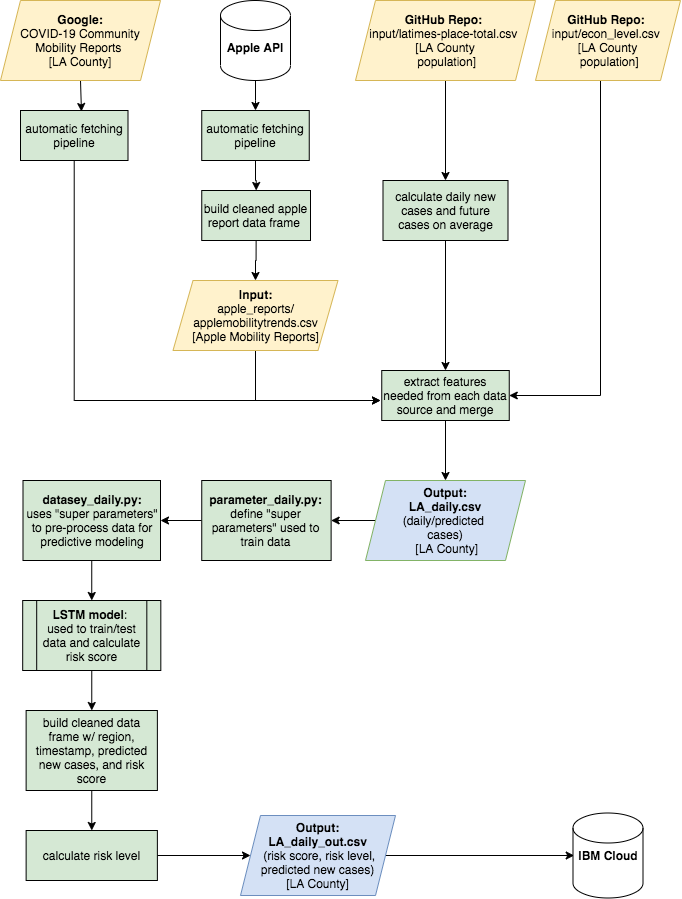 Google:
COVID-19 Community
Mobility Reports
[LA County]
Apple API
GitHub Repo:
input/latimes-place-total.csv
[LA County
population]
GitHub Repo:
input/econ_level.csv
[LA County
population]
automatic fetching
pipeline
automatic fetching
pipeline
build cleaned apple
report data frame
calculate daily new
cases and future
cases on average
Input:
apple_reports/
applemobilitytrends.csv
[Apple Mobility Reports]
extract features
needed from each data
source and merge
datasey_daily.py:
uses "super parameters"
to pre-process data for
predictive modeling
parameter_daily.py:
define "super
parameters" used to
train data
Output:
LA_daily.csv
(daily/predicted
cases)
[LA County]
LSTM model:
used to train/test
data and calculate
risk score
build cleaned data
frame w/ region,
timestamp, predicted
new cases, and risk
score
calculate risk level
Output:
LA_daily_out.csv
(risk score, risk level,
predicted new cases)
[LA County]
IBM Cloud